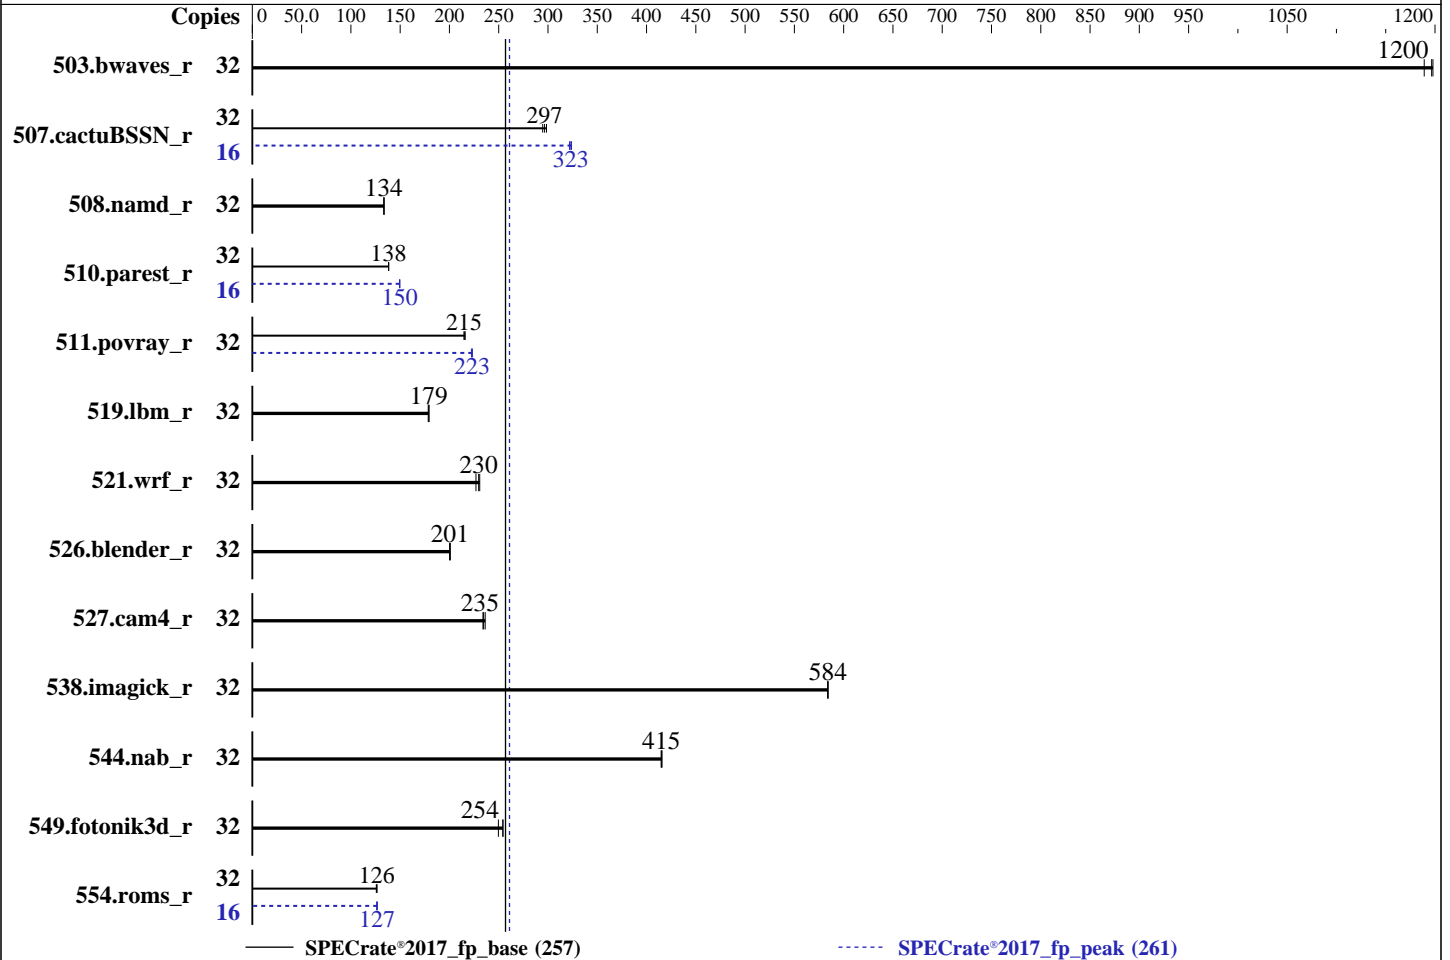 Copies 0 50.0 100 150 200 250 300 350 400 450 500 550 600 650 700 750 800 850 900 950 1050 1200
503.bwaves_r 32 1200
507.cactuBSSN_r 32 297
16 323
508.namd_r 32 134
510.parest_r 32 138
16 150
511.povray_r 32 215
223
519.lbm_r 32 179
521.wrf_r 32 230
526.blender_r 32 201
527.cam4_r 32 235
538.imagick_r 32 584
544.nab_r 32 415
549.fotonik3d_r 32 254
554.roms_r 32 126
16 127
SPECrate®2017_fp_base (257) SPECrate®2017_fp_peak (261)